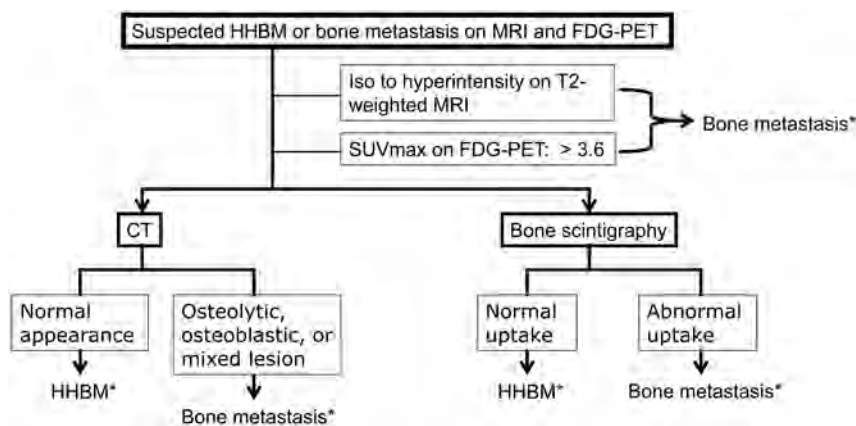 Suspected HHBM or bone metastasis on MRI and FDG-PET
Iso to hyperintensity on T2-
weighted MRI
Bone metastasis*
SUVmax on FDG-PET: > 3.6
CT
Bone scintigraphy
Normal
appearance
Osteolytic,
osteoblastic, or
mixed lesion
Normal
uptake
Abnormal
uptake
HHBM*
Bone metastasis*
HHBM*
Bone metastasis*